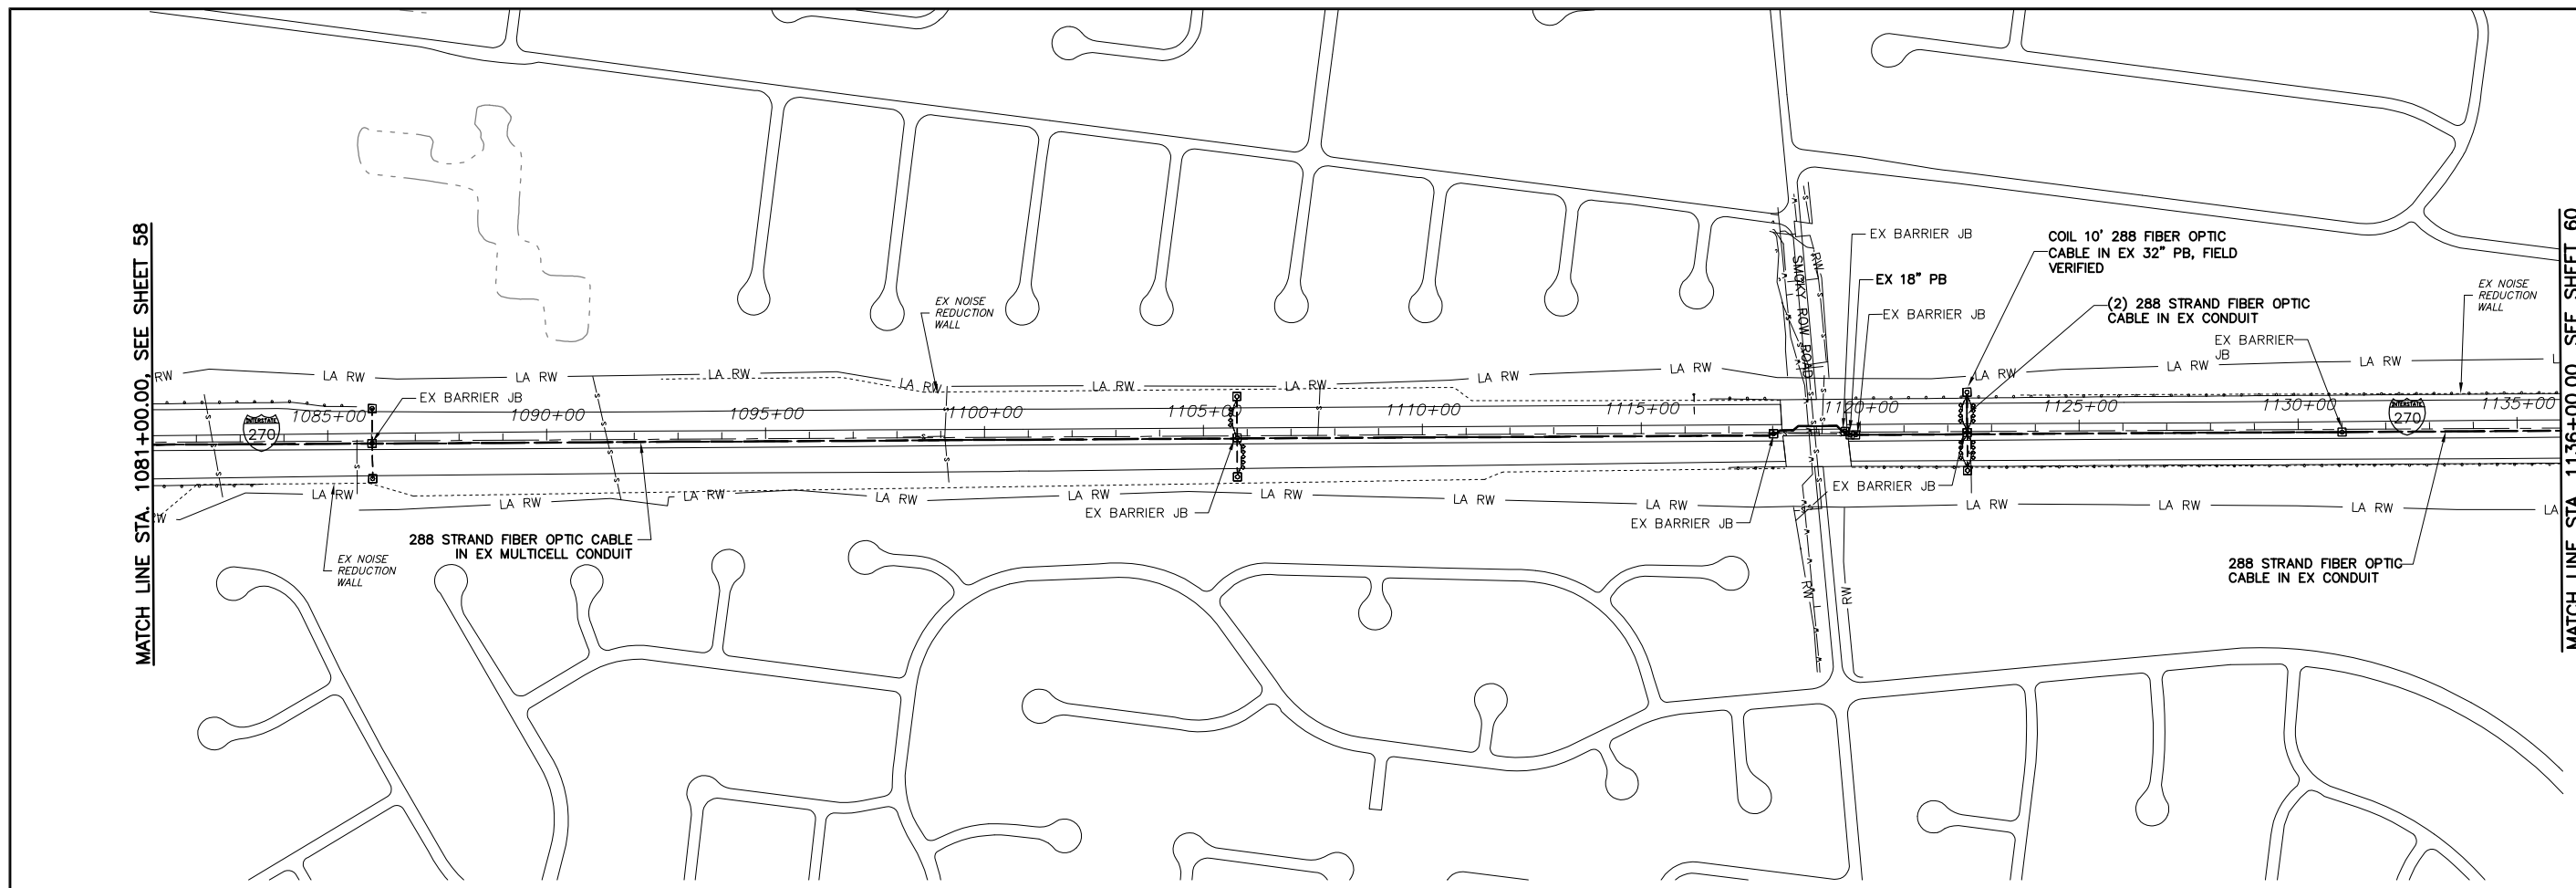 MATCH LINE STA. 1081+00.00, SEE SHEET 58
EX BARRIER JB
EX 18" PB
EX BARRIER JB
COIL 10' 288 FIBER OPTIC
CABLE IN EX 32" PB, FIELD
VERIFIED
(2) 288 STRAND FIBER OPTIC
CABLE IN EX CONDUIT
EX BARRIER
JB
EX NOISE
REDUCTION
WALL
EX NOISE
REDUCTION
WALL
SMOKY ROW ROAD
RW
RW
LA RW
LA RW
LA RW
LA RW
LA RW
LA RW
LA RW
LA RW
LA RW
LA RW
LA RW
EX BARRIER JB
1085+00
1090+00
1095+00
1100+00
1105+00
1110+00
1115+00
1120+00
1125+00
1130+00
1135+00
INTERSTATE
270
INTERSTATE
270
RW
LA RW
LA RW
LA RW
LA RW
LA RW
LA RW
LA RW
LA RW
LA RW
LA RW
LA RW
LA
EX BARRIER JB
EX BARRIER JB
EX BARRIER JB
288 STRAND FIBER OPTIC CABLE
IN EX MULTICELL CONDUIT
EX NOISE
REDUCTION
WALL
RW
RW
288 STRAND FIBER OPTIC
CABLE IN EX CONDUIT
MATCH LINE STA. 1136+00.00, SEE SHEET 60